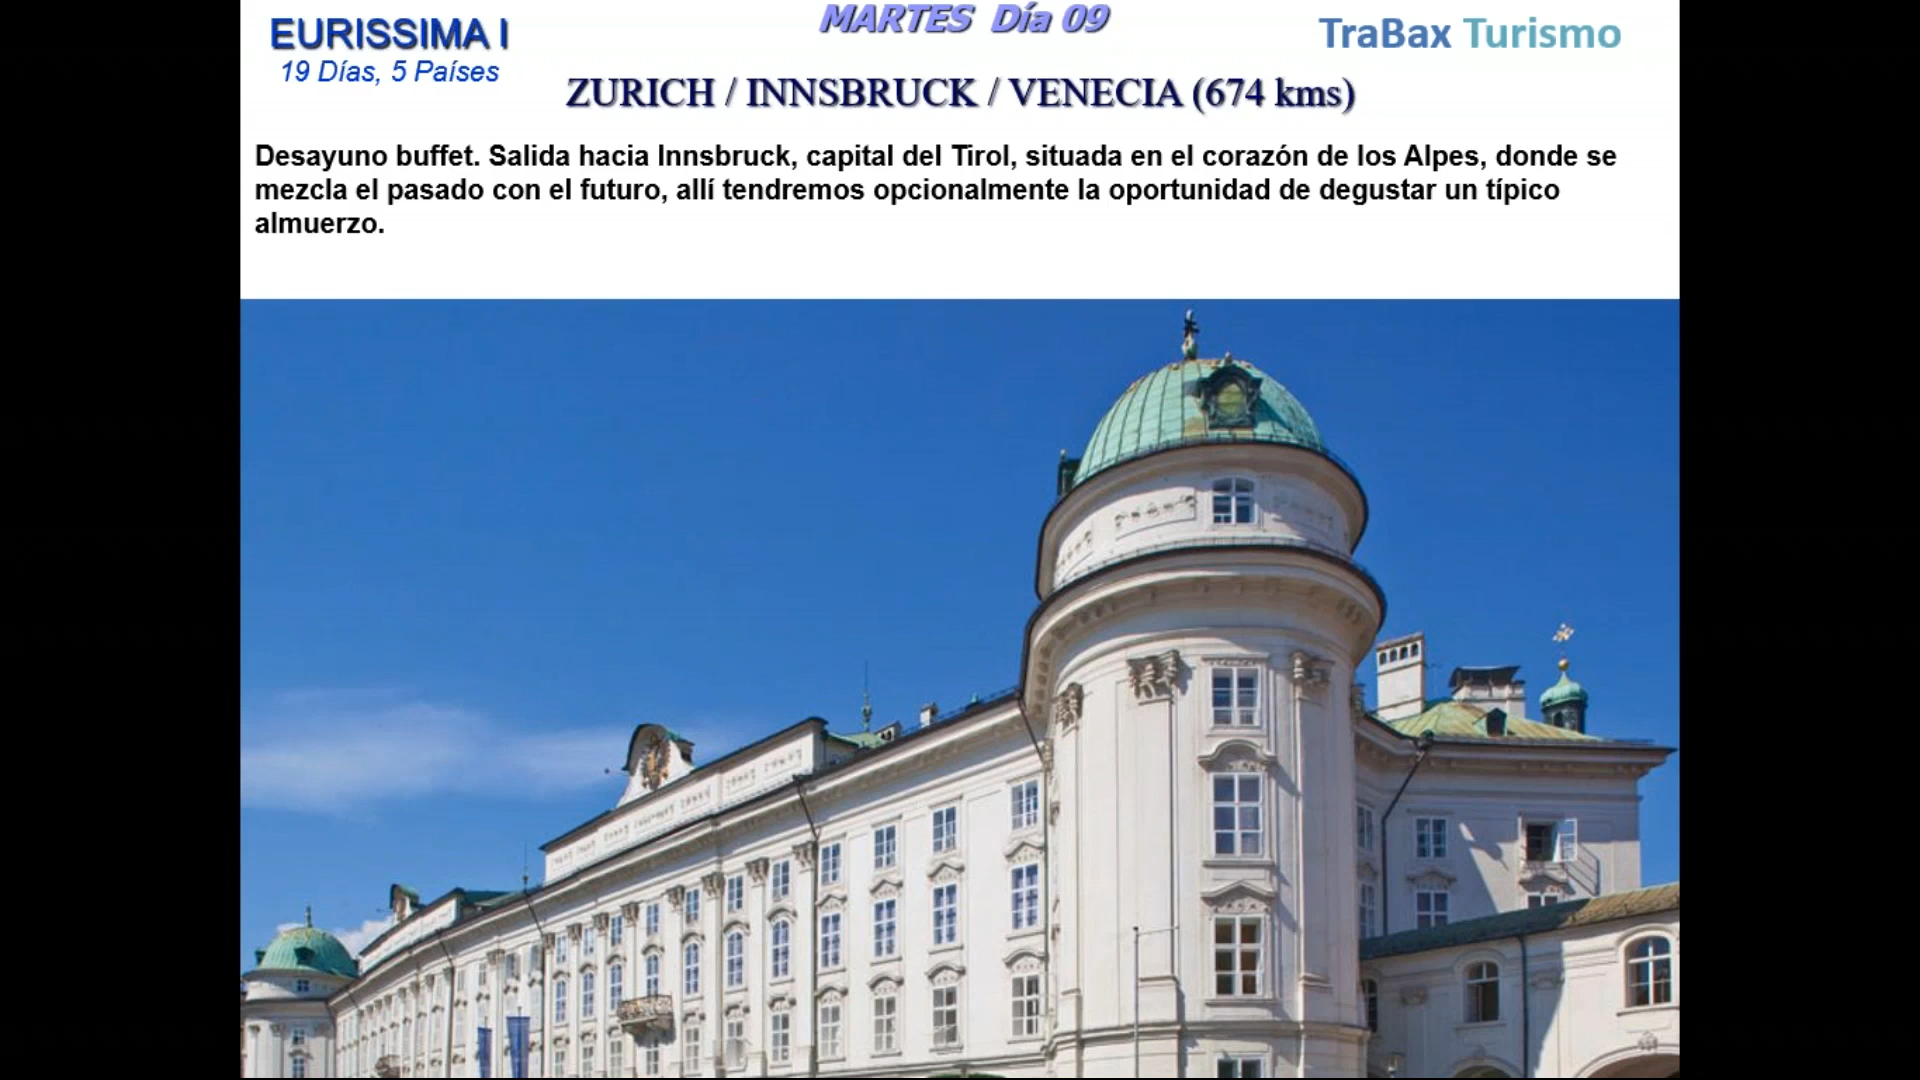 EURISSIMA I
19 Días, 5 Países
MARTES Día 09
TraBax Turismo
ZURICH / INNSBRUCK / VENECIA (674 kms)
Desayuno buffet. Salida hacia Innsbruck, capital del Tirol, situada en el corazón de los Alpes, donde se
mezcla el pasado con el futuro, allí tendremos opcionalmente la oportunidad de degustar un típico
almuerzo.